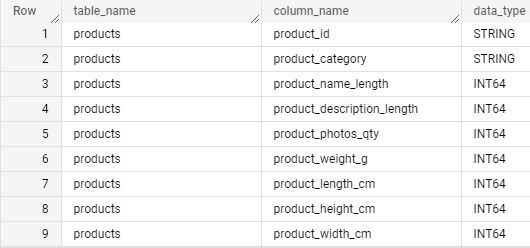 Row table_name column_name data_type
1 products product_id STRING
2 products product_category STRING
3 products product_name_length INT64
4 products product_description_length INT64
5 products product_photos_qty INT64
6 products product_weight_g INT64
7 products product_length_cm INT64
8 products product_height_cm INT64
9 products product_width_cm INT64